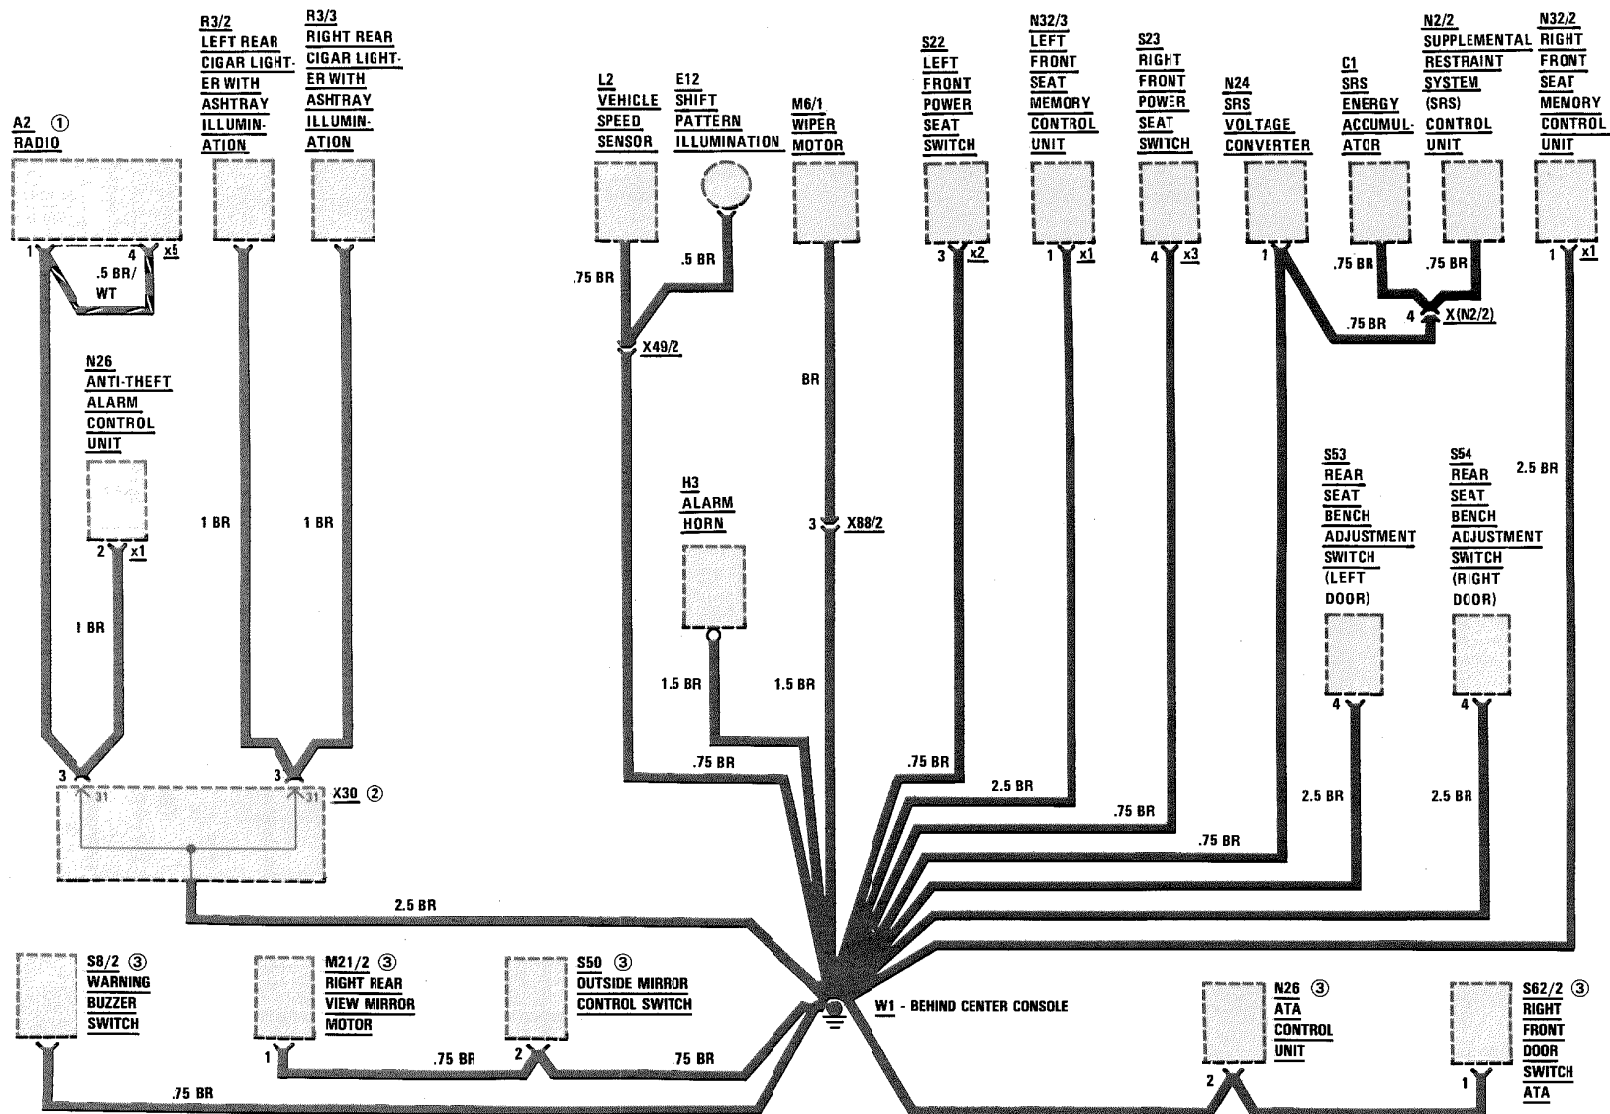 A2 ①
RADIO
R3/2
LEFT REAR
CIGAR LIGHT-
ER WITH
ASHTRAY
ILLUMIN-
ATION
R3/3
RIGHT REAR
CIGAR LIGHT-
ER WITH
ASHTRAY
ILLUMIN-
ATION
L2
VEHICLE
SPEED
SENSOR
E12
SHIFT
PATTERN
ILLUMINATION
M6/1
WIPER
MOTOR
S22
LEFT
FRONT
POWER
SEAT
SWITCH
N32/3
LEFT
FRONT
SEAT
MEMORY
CONTROL
UNIT
S23
RIGHT
FRONT
POWER
SEAT
SWITCH
N24
SRS
VOLTAGE
CONVERTER
C1
SRS
ENERGY
ACCUMUL-
ATOR
N2/2
SUPPLEMENTAL
RESTRAINT
SYSTEM
(SRS)
CONTROL
UNIT
N32/2
RIGHT
FRONT
SEAT
MENORY
CONTROL
UNIT
1 4 x5
.5 BR/
WT
.75 BR
.5 BR
3 x2
1 x1
4 x3
1
.75 BR
.75 BR
1 x1
4 X(N2/2)
.75 BR
X49/2
BR
N26
ANTI-THEFT
ALARM
CONTROL
UNIT
2 x1
1 BR
1 BR
1 BR
H3
ALARM
HORN
3 X88/2
S53
REAR
SEAT
BENCH
ADJUSTMENT
SWITCH
(LEFT
DOOR)
S54
REAR
SEAT
BENCH
ADJUSTMENT
SWITCH
(RIGHT
DOOR)
2.5 BR
1.5 BR
1.5 BR
4
4
3
3
31
31
X30 ②
.75 BR
.75 BR
2.5 BR
.75 BR
.75 BR
2.5 BR
2.5 BR
2.5 BR
S8/2 ③
WARNING
BUZZER
SWITCH
M21/2 ③
RIGHT REAR
VIEW MIRROR
MOTOR
S50 ③
OUTSIDE MIRROR
CONTROL SWITCH
W1 - BEHIND CENTER CONSOLE
N26 ③
ATA
CONTROL
UNIT
S62/2 ③
RIGHT
FRONT
DOOR
SWITCH
ATA
1
.75 BR
2
75 BR
.75 BR
2
1